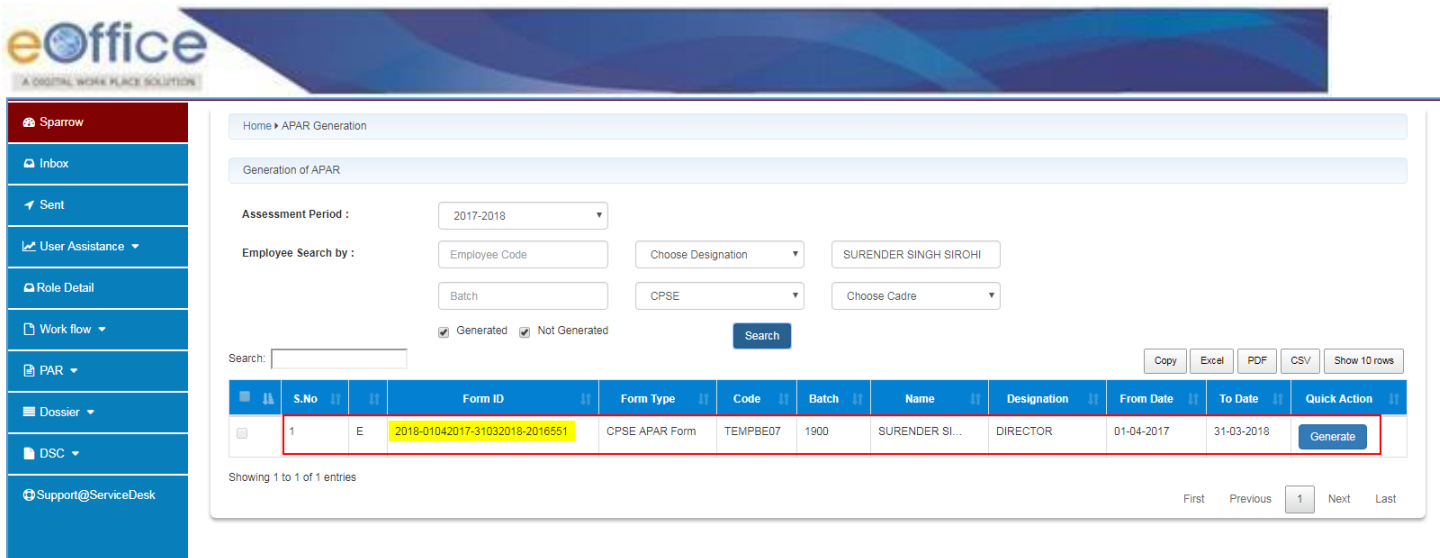 eOffice
A DIGITAL WORK PLACE SOLUTION
Sparrow
Inbox
Sent
User Assistance
Role Detail
Work flow
PAR
Dossier
DSC
Support@ServiceDesk
Home APAR Generation
Generation of APAR
Assessment Period : 2017-2018
Employee Search by : Employee Code Choose Designation SURENDER SINGH SIROHI
Batch CPSE Choose Cadre
Generated Not Generated Search
Search: Copy Excel PDF CSV Show 10 rows
S.No Form ID Form Type Code Batch Name Designation From Date To Date Quick Action
1 E 2018-01042017-31032018-2016551 CPSE APAR Form TEMPBE07 1900 SURENDER SI... DIRECTOR 01-04-2017 31-03-2018 Generate
Showing 1 to 1 of 1 entries
First Previous 1 Next Last